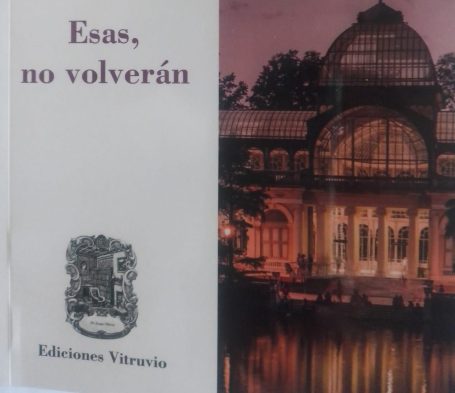 Esas,
no volverán
Ediciones Vitruvio